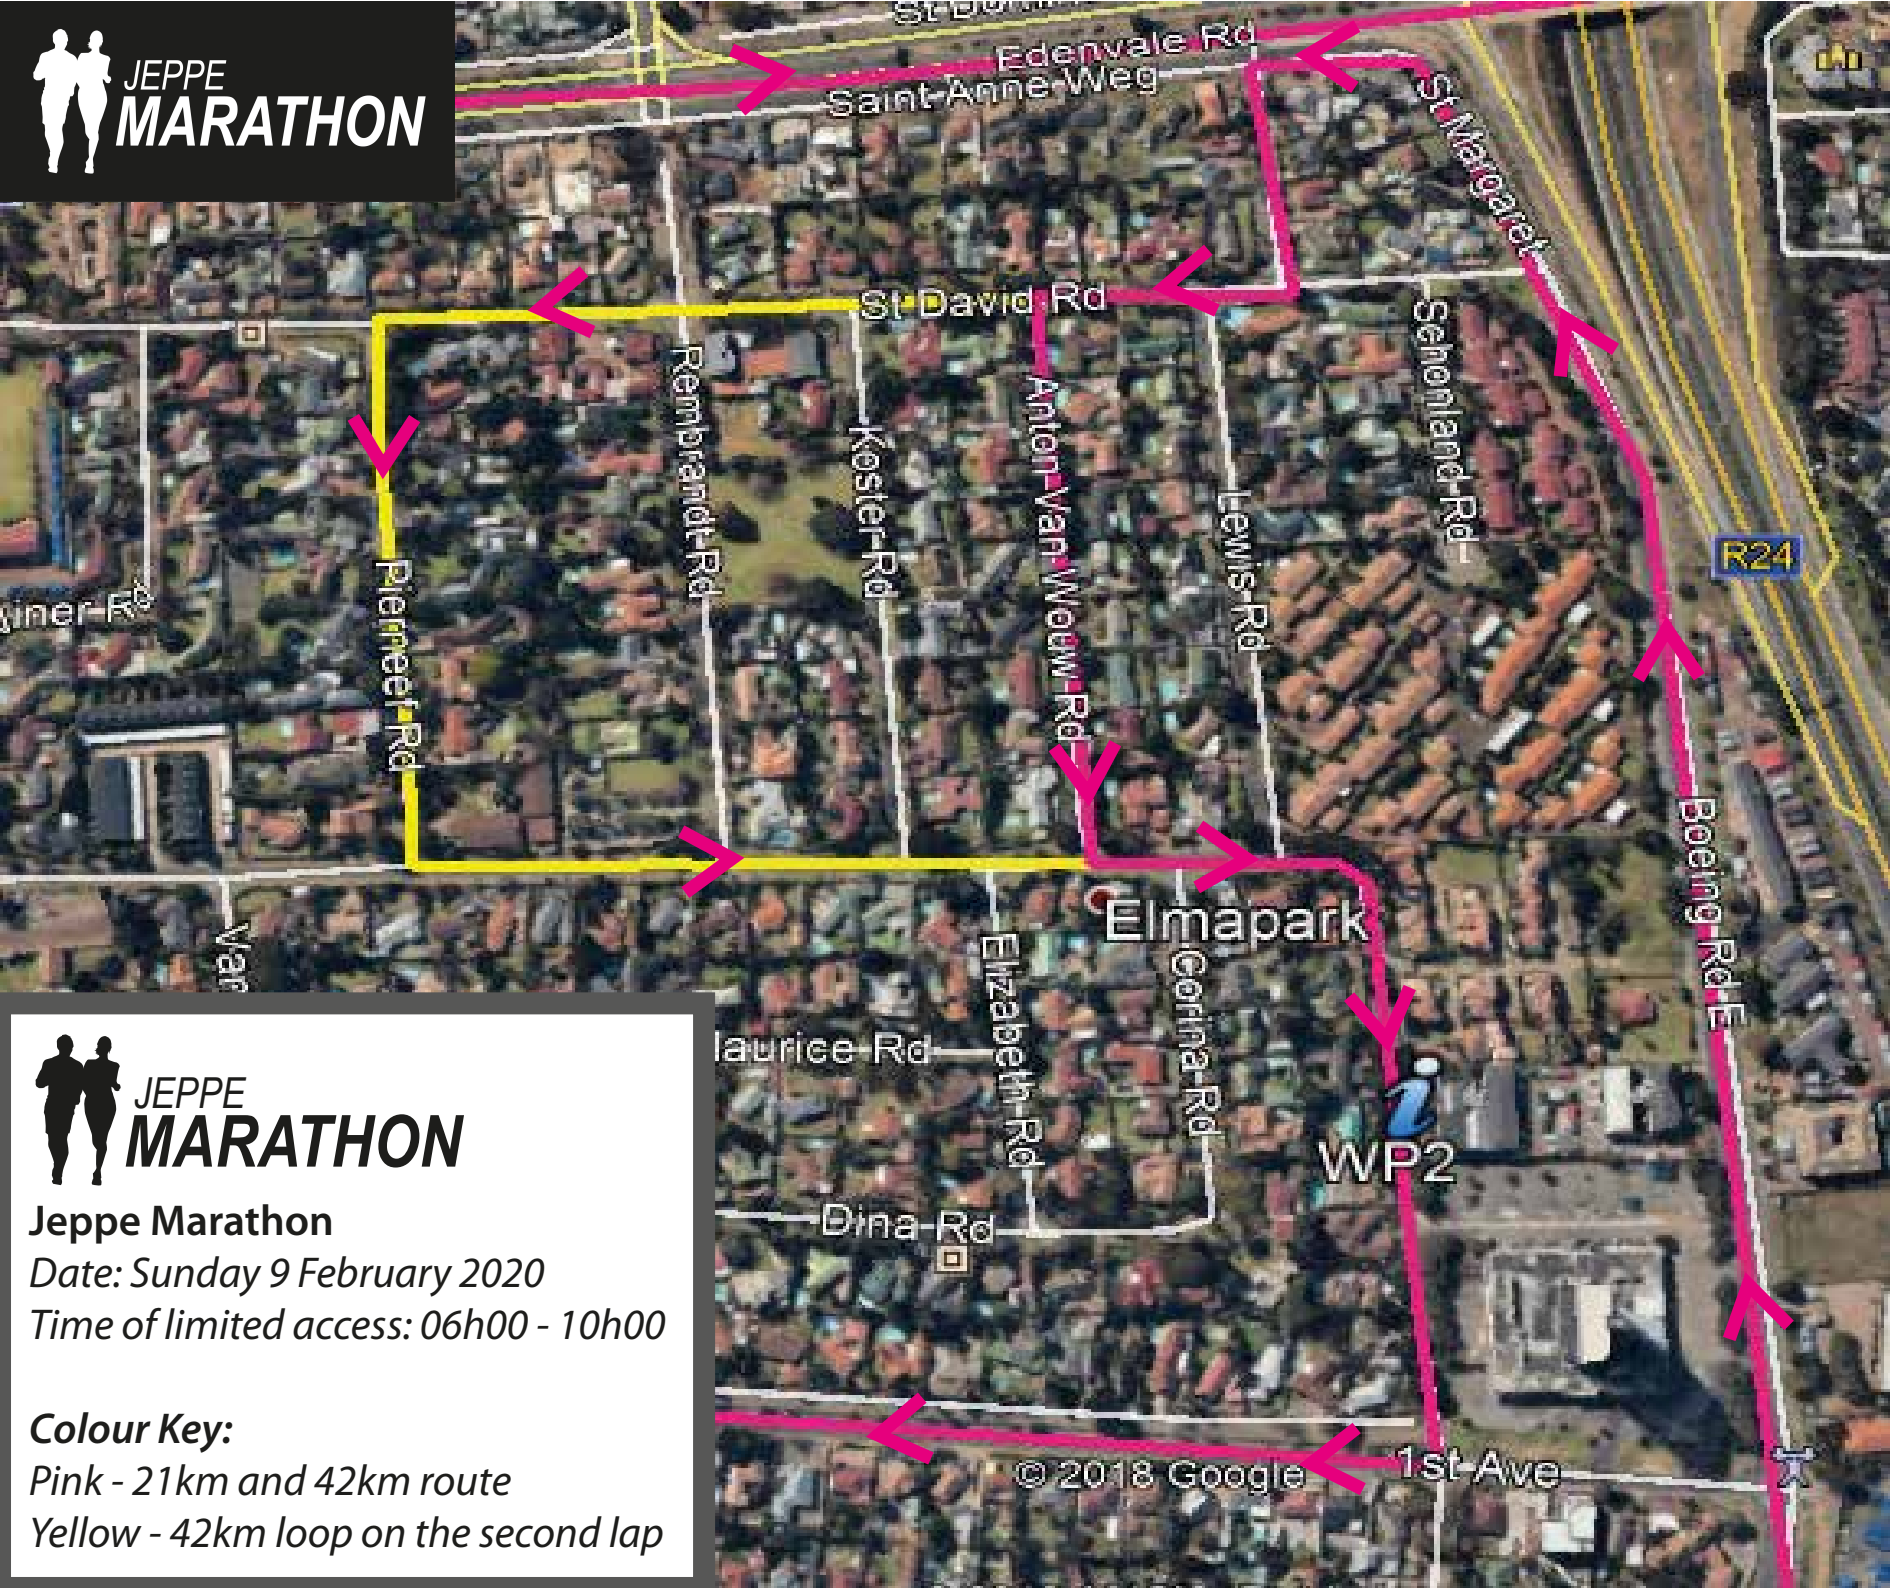 JEPPE
MARATHON
Edenvale Rd
Saint Anne Weg
St Margaret
St David Rd
Rembrandt Rd
Koster Rd
Anton Van Wouw Rd
Lewis Rd
Sehonland Rd
R24
Pierneef Rd
Boeing Rd E
Elmapark
Elizabeth Rd
Corina Rd
WP2
Dina Rd
1st Ave
© 2018 Google
JEPPE
MARATHON
Jeppe Marathon
Date: Sunday 9 February 2020
Time of limited access: 06h00 - 10h00
Colour Key:
Pink - 21km and 42km route
Yellow - 42km loop on the second lap